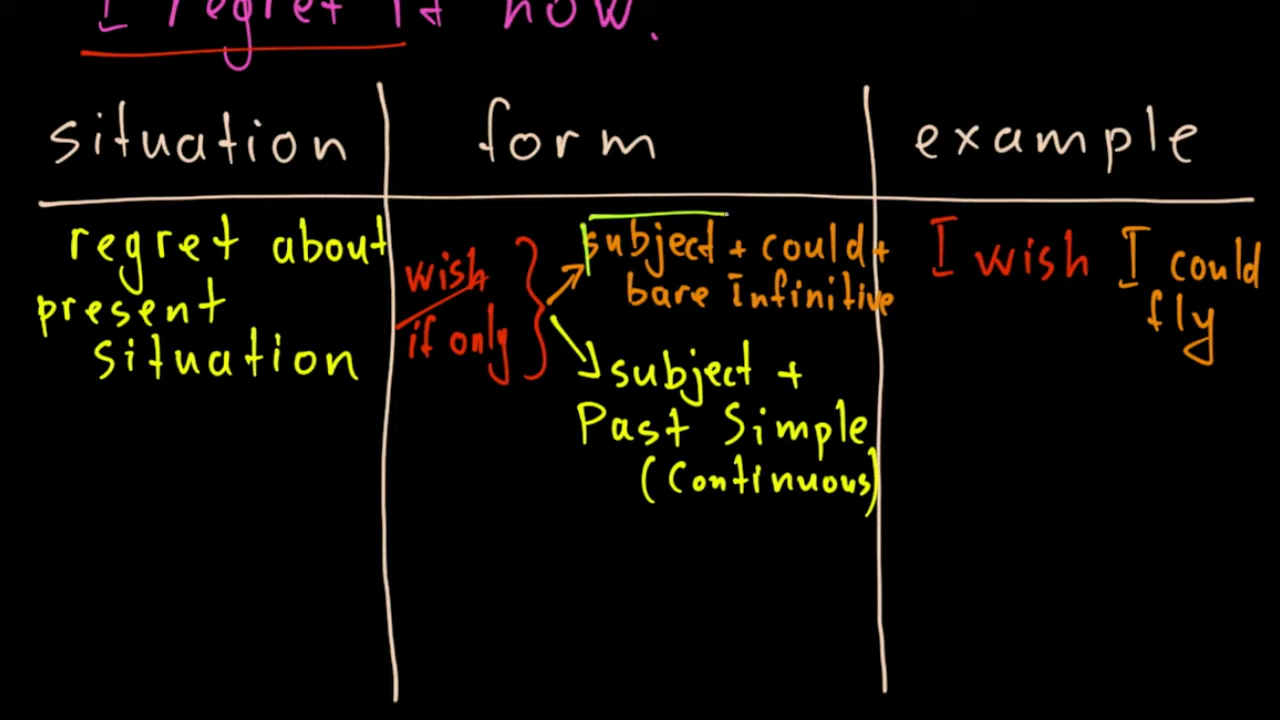 I regret it now.
situation form example
regret about
present
situation
wish
if only
subject + could +
bare Infinitive
subject +
Past Simple
(Continuous)
I wish I could
fly